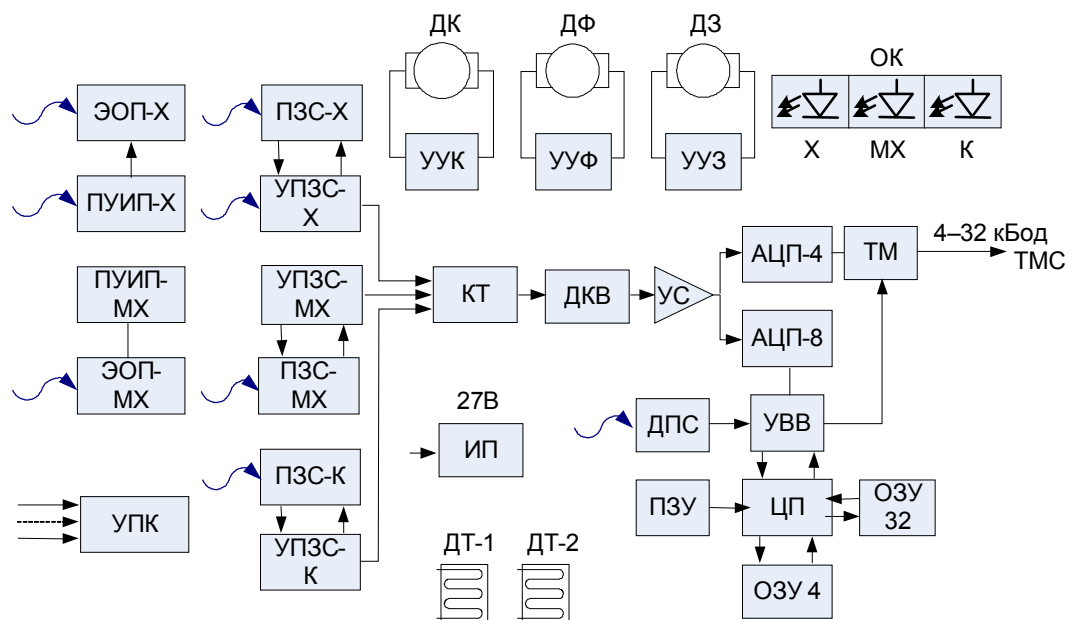 ДК
ДФ
ДЗ
ОК
ЭОП-Х
ПЗС-Х
УУК
УУФ
УУЗ
Х
МХ
К
ПУИП-Х
УПЗС-
Х
4–32 кБод
ТМС
АЦП-4
ТМ
ПУИП-
МХ
УПЗС-
МХ
КТ
ДКВ
УС
АЦП-8
ЭОП-
МХ
ПЗС-
МХ
27В
ИП
ДПС
УВВ
ПЗС-К
УПК
ПЗУ
ЦП
ОЗУ
32
УПЗС-
К
ДТ-1
ДТ-2
ОЗУ 4